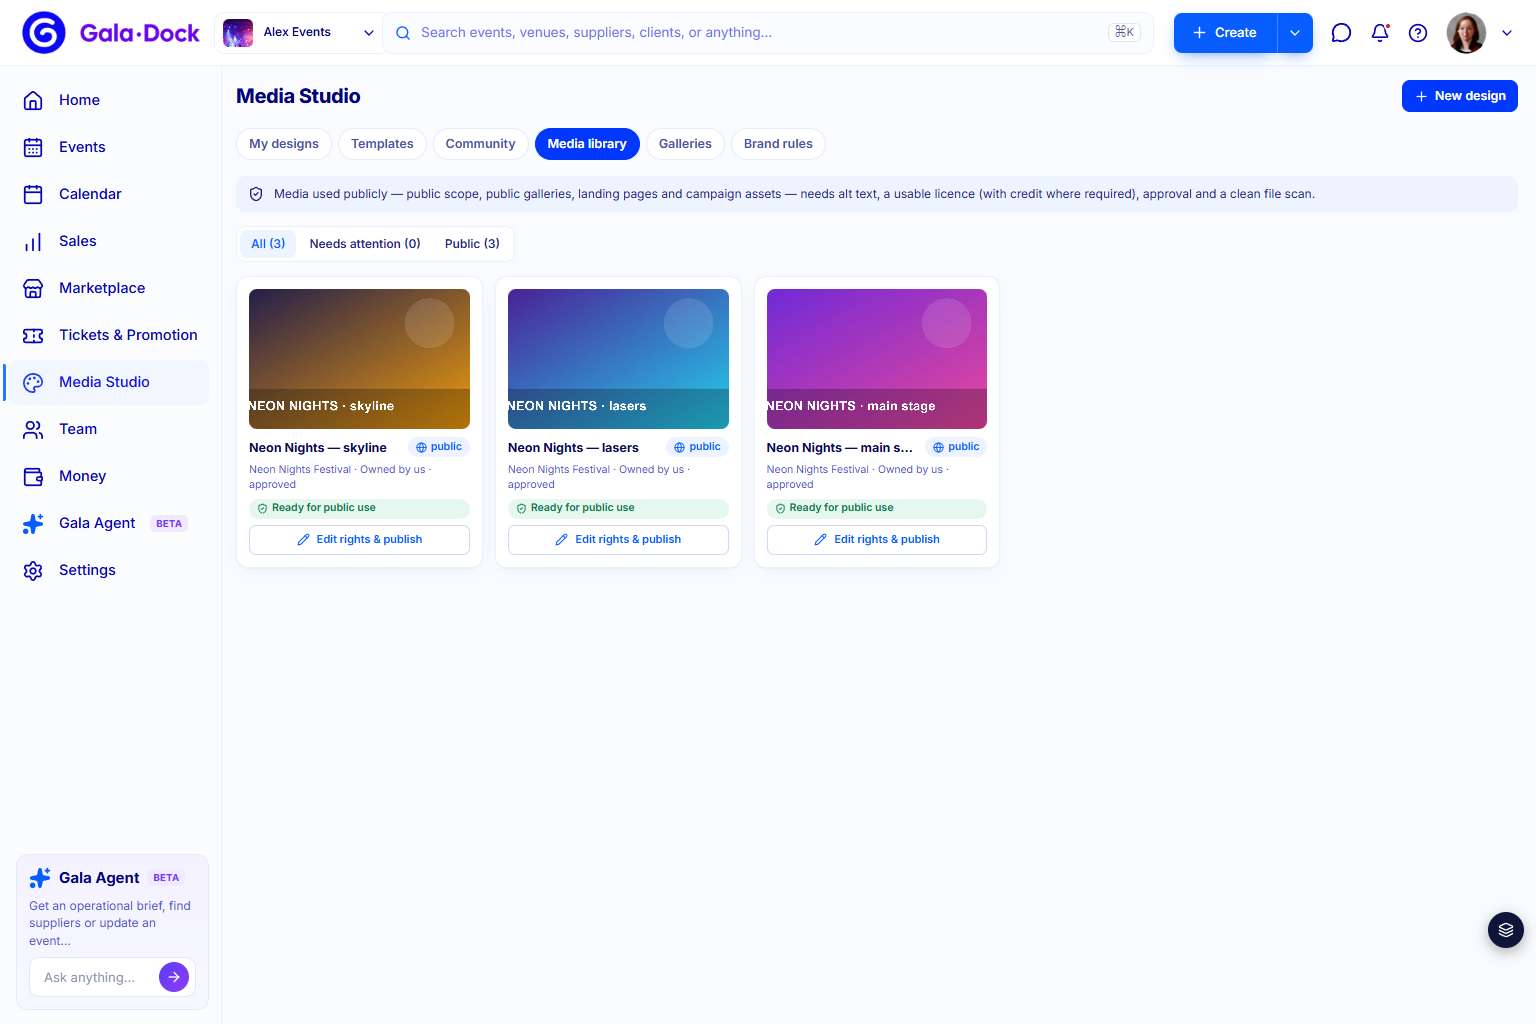 Gala·Dock
Alex Events
Search events, venues, suppliers, clients, or anything...
⌘K
+ Create
Home
Events
Calendar
Sales
Marketplace
Tickets & Promotion
Media Studio
Team
Money
Gala Agent BETA
Settings
Media Studio
+ New design
My designs
Templates
Community
Media library
Galleries
Brand rules
Media used publicly — public scope, public galleries, landing pages and campaign assets — needs alt text, a usable licence (with credit where required), approval and a clean file scan.
All (3)
Needs attention (0)
Public (3)
NEON NIGHTS · skyline
Neon Nights — skyline
public
Neon Nights Festival · Owned by us ·
approved
Ready for public use
Edit rights & publish
NEON NIGHTS · lasers
Neon Nights — lasers
public
Neon Nights Festival · Owned by us ·
approved
Ready for public use
Edit rights & publish
NEON NIGHTS · main stage
Neon Nights — main s...
public
Neon Nights Festival · Owned by us ·
approved
Ready for public use
Edit rights & publish
Gala Agent BETA
Get an operational brief, find
suppliers or update an
event...
Ask anything...